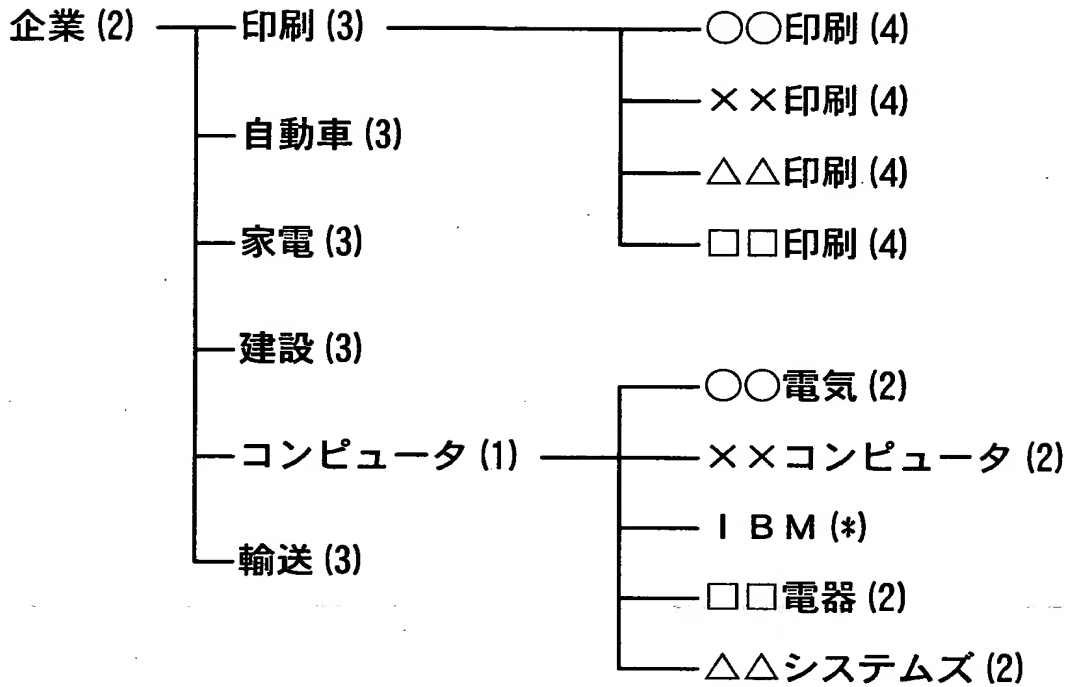 企業 (2)
印刷 (3)
○○印刷 (4)
××印刷 (4)
自動車 (3)
△△印刷 (4)
家電 (3)
□□印刷 (4)
建設 (3)
○○電気 (2)
コンピュータ (1)
××コンピュータ (2)
IBM (*)
輸送 (3)
□□電器 (2)
△△システムズ (2)